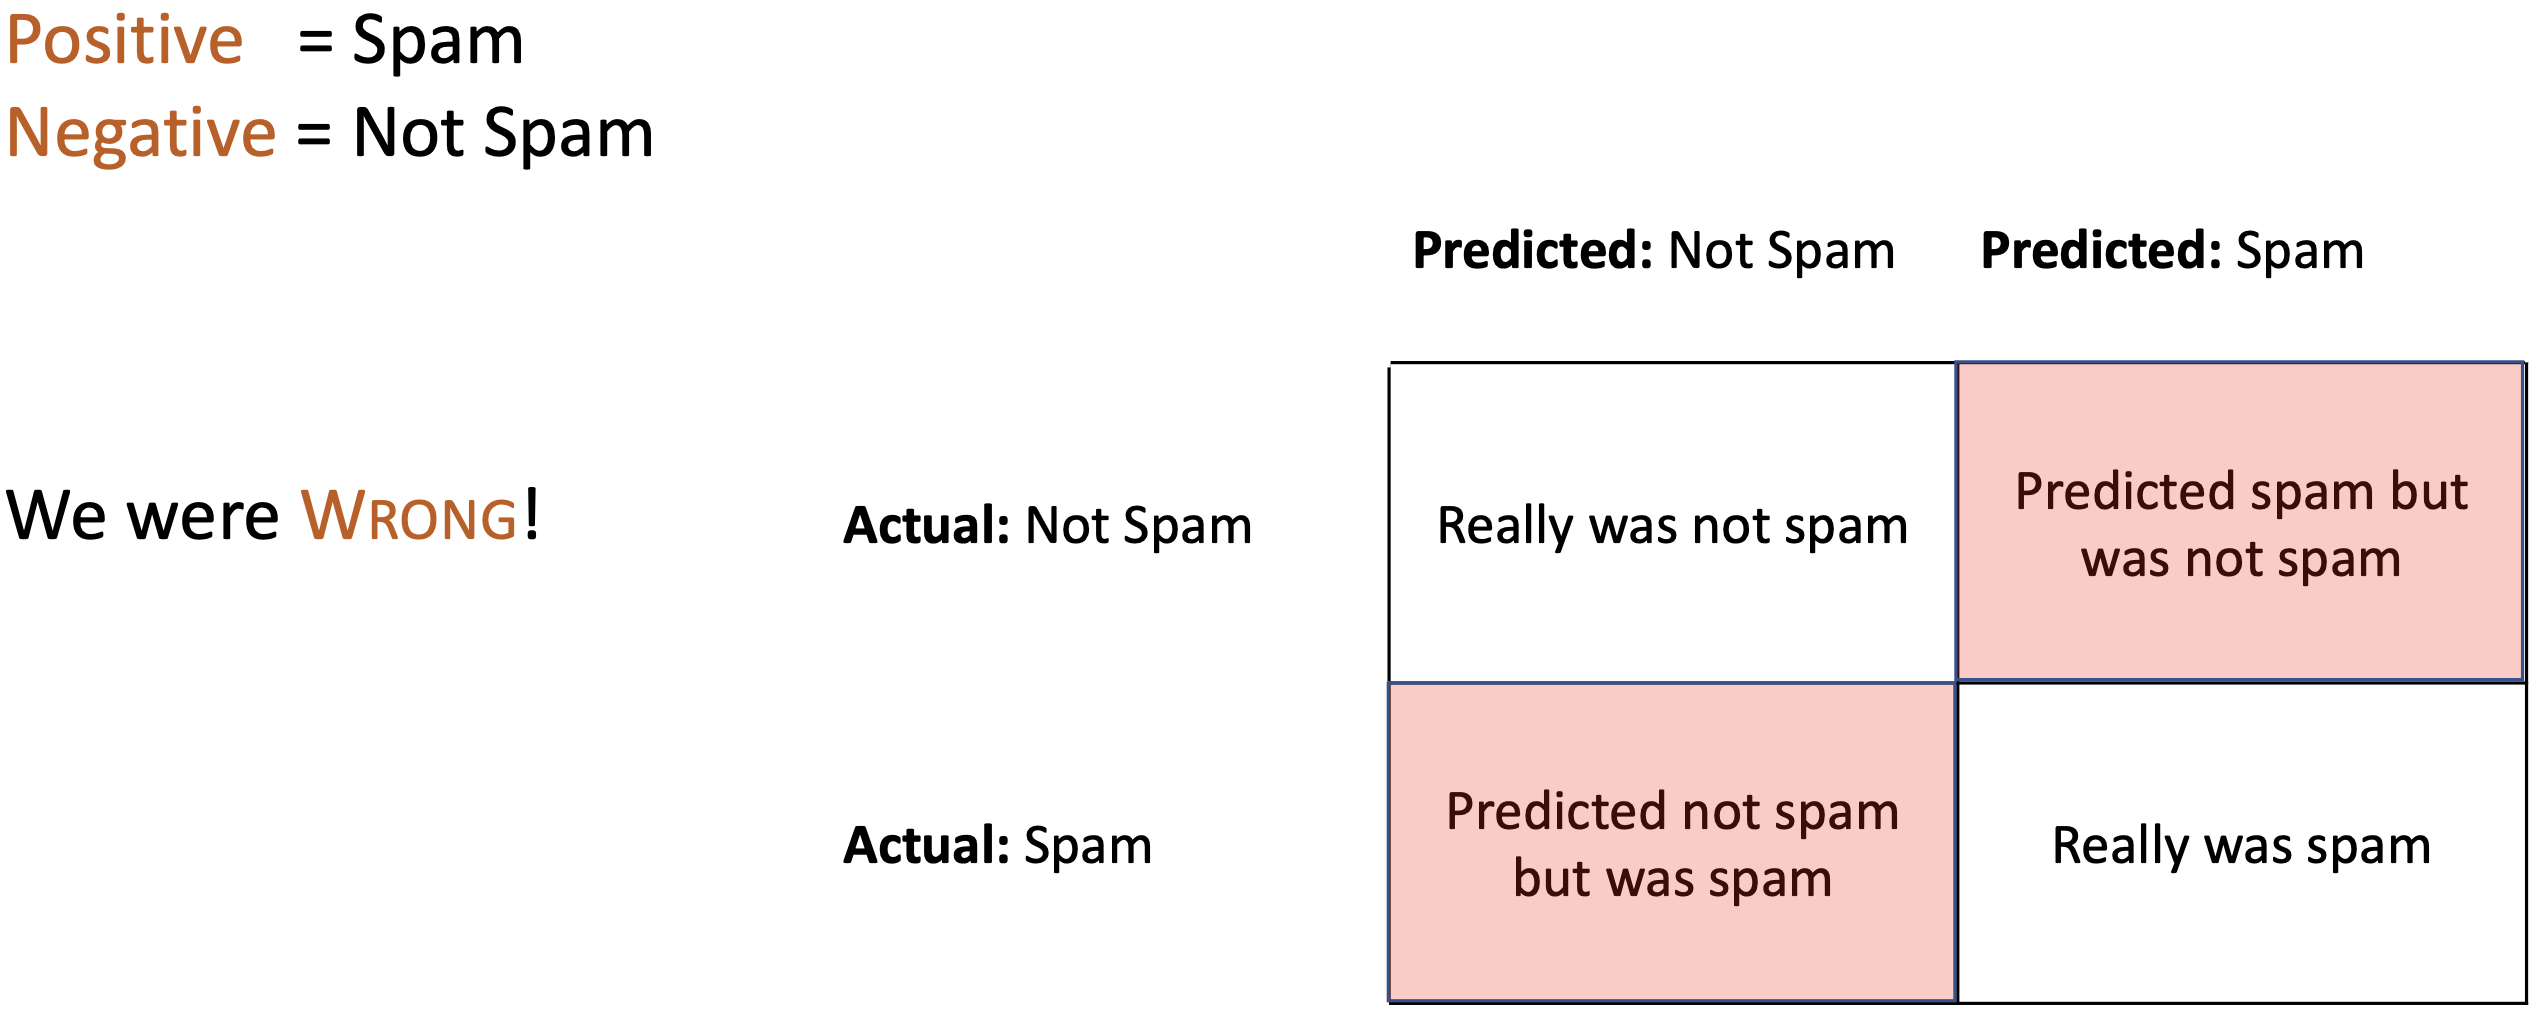 Positive = Spam
Negative = Not Spam
Predicted: Not Spam
Predicted: Spam
We were WRONG!
Actual: Not Spam
Really was not spam
Predicted spam but
was not spam
Actual: Spam
Predicted not spam
but was spam
Really was spam